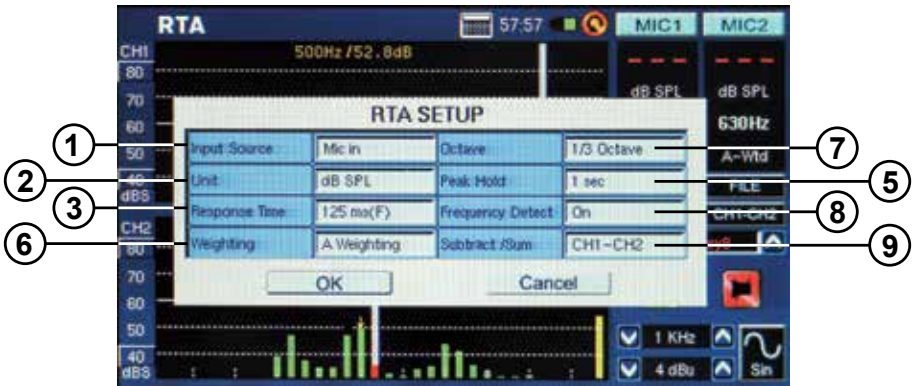 RTA 57:57 MIC1 MIC2
CH1 500Hz/52.8dB
80
70 dB SPL dB SPL
RTA SETUP
60 630Hz
1 Input Source Mic in Octave 1/3 Octave 7
50 A-Wtd
2 Unit dB SPL Peak Hold 1 sec 5
40 FILE
dBS
3 Response Time 125 ms(F) Frequency Detect On 8
CH1-CH2
CH2
6 Weighting A Weighting Subtract /Sum CH1-CH2 9
80
70 OK Cancel
60
50 1 KHz
40
dBS 4 dBu Sin